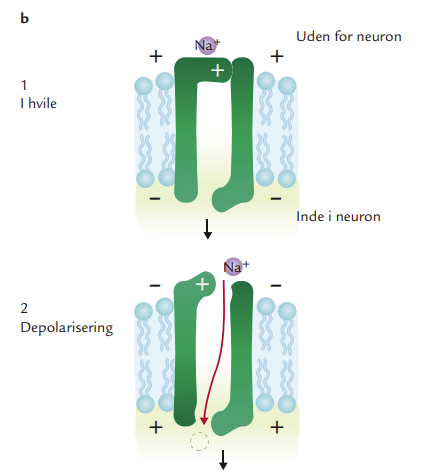 b
Na⁺
Uden for neuron
+ +
+
1
I hvile
– –
Inde i neuron
Na⁺
– –
+
2
Depolarisering
+ +